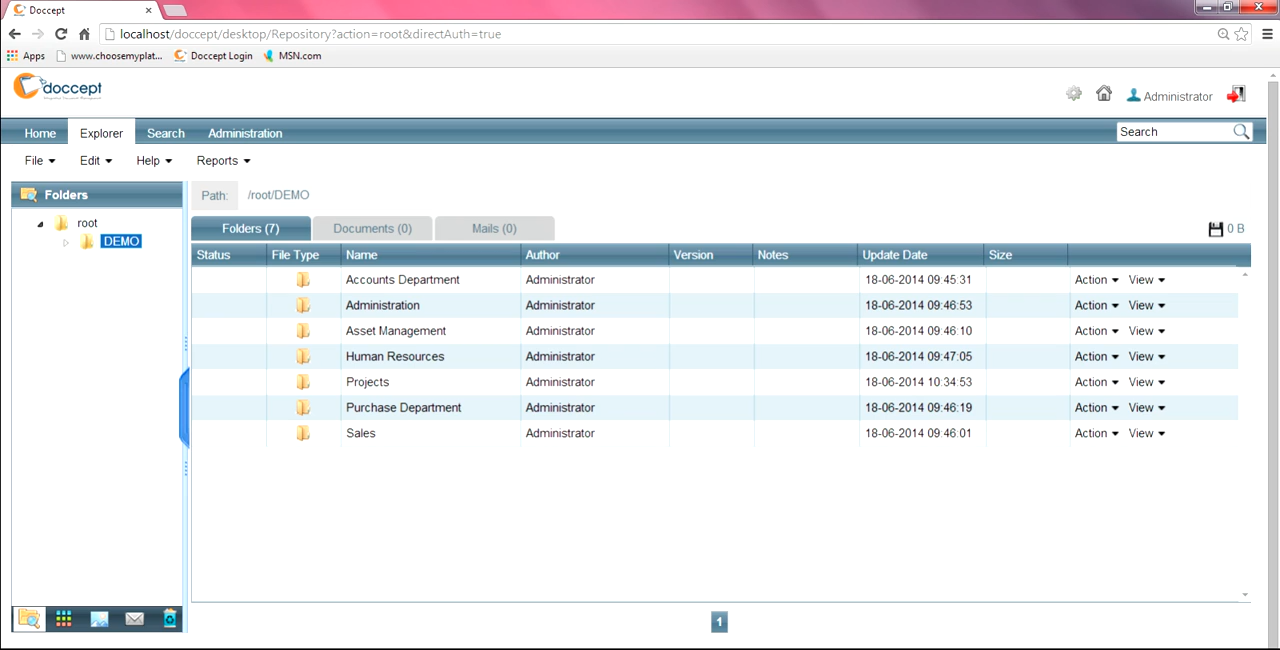 Doccept
localhost/doccept/desktop/Repository?action=root&directAuth=true
Apps www.choosemyplat... Doccept Login MSN.com
doccept
Administrator
Home Explorer Search Administration Search
File Edit Help Reports
Folders Path: /root/DEMO
root
DEMO
Folders (7) Documents (0) Mails (0) 0 B
Status File Type Name Author Version Notes Update Date Size
Accounts Department Administrator 18-06-2014 09:45:31 Action View
Administration Administrator 18-06-2014 09:46:53 Action View
Asset Management Administrator 18-06-2014 09:46:10 Action View
Human Resources Administrator 18-06-2014 09:47:05 Action View
Projects Administrator 18-06-2014 10:34:53 Action View
Purchase Department Administrator 18-06-2014 09:46:19 Action View
Sales Administrator 18-06-2014 09:46:01 Action View
1